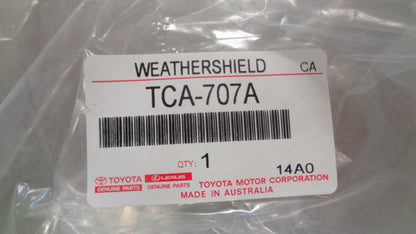 WEATHERSHIELD CA
TCA-707A
QTY: 1 14A0
TOYOTA LEXUS
GENUINE PARTS GENUINE PARTS TOYOTA MOTOR CORPORATION
MADE IN AUSTRALIA